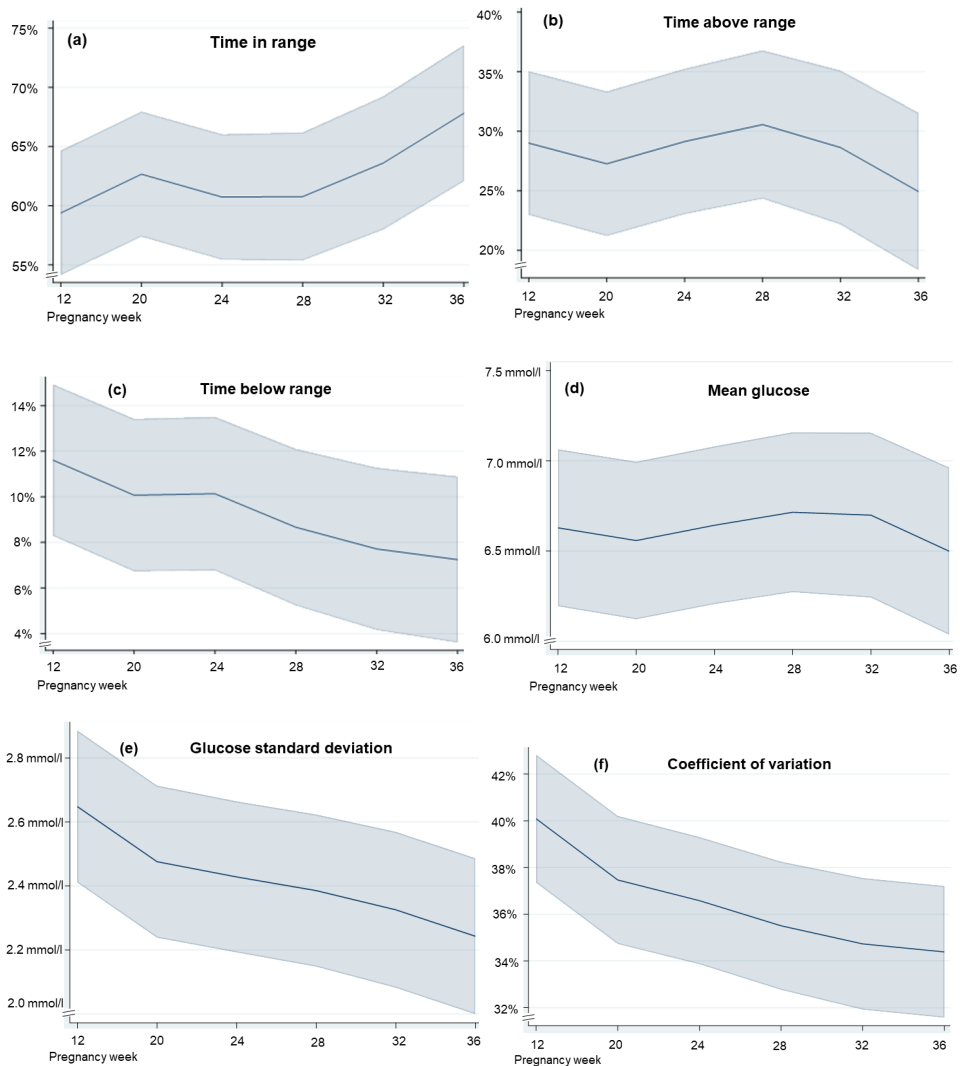 (a) Time in range
75%
70%
65%
60%
55%
12 20 24 28 32 36
Pregnancy week
(b) Time above range
40%
35%
30%
25%
20%
12 20 24 28 32 36
Pregnancy week
(c) Time below range
14%
12%
10%
8%
6%
4%
12 20 24 28 32 36
Pregnancy week
(d) Mean glucose
7.5 mmol/l
7.0 mmol/l
6.5 mmol/l
6.0 mmol/l
12 20 24 28 32 36
Pregnancy week
(e) Glucose standard deviation
2.8 mmol/l
2.6 mmol/l
2.4 mmol/l
2.2 mmol/l
2.0 mmol/l
12 20 24 28 32 36
Pregnancy week
(f) Coefficient of variation
42%
40%
38%
36%
34%
32%
12 20 24 28 32 36
Pregnancy week